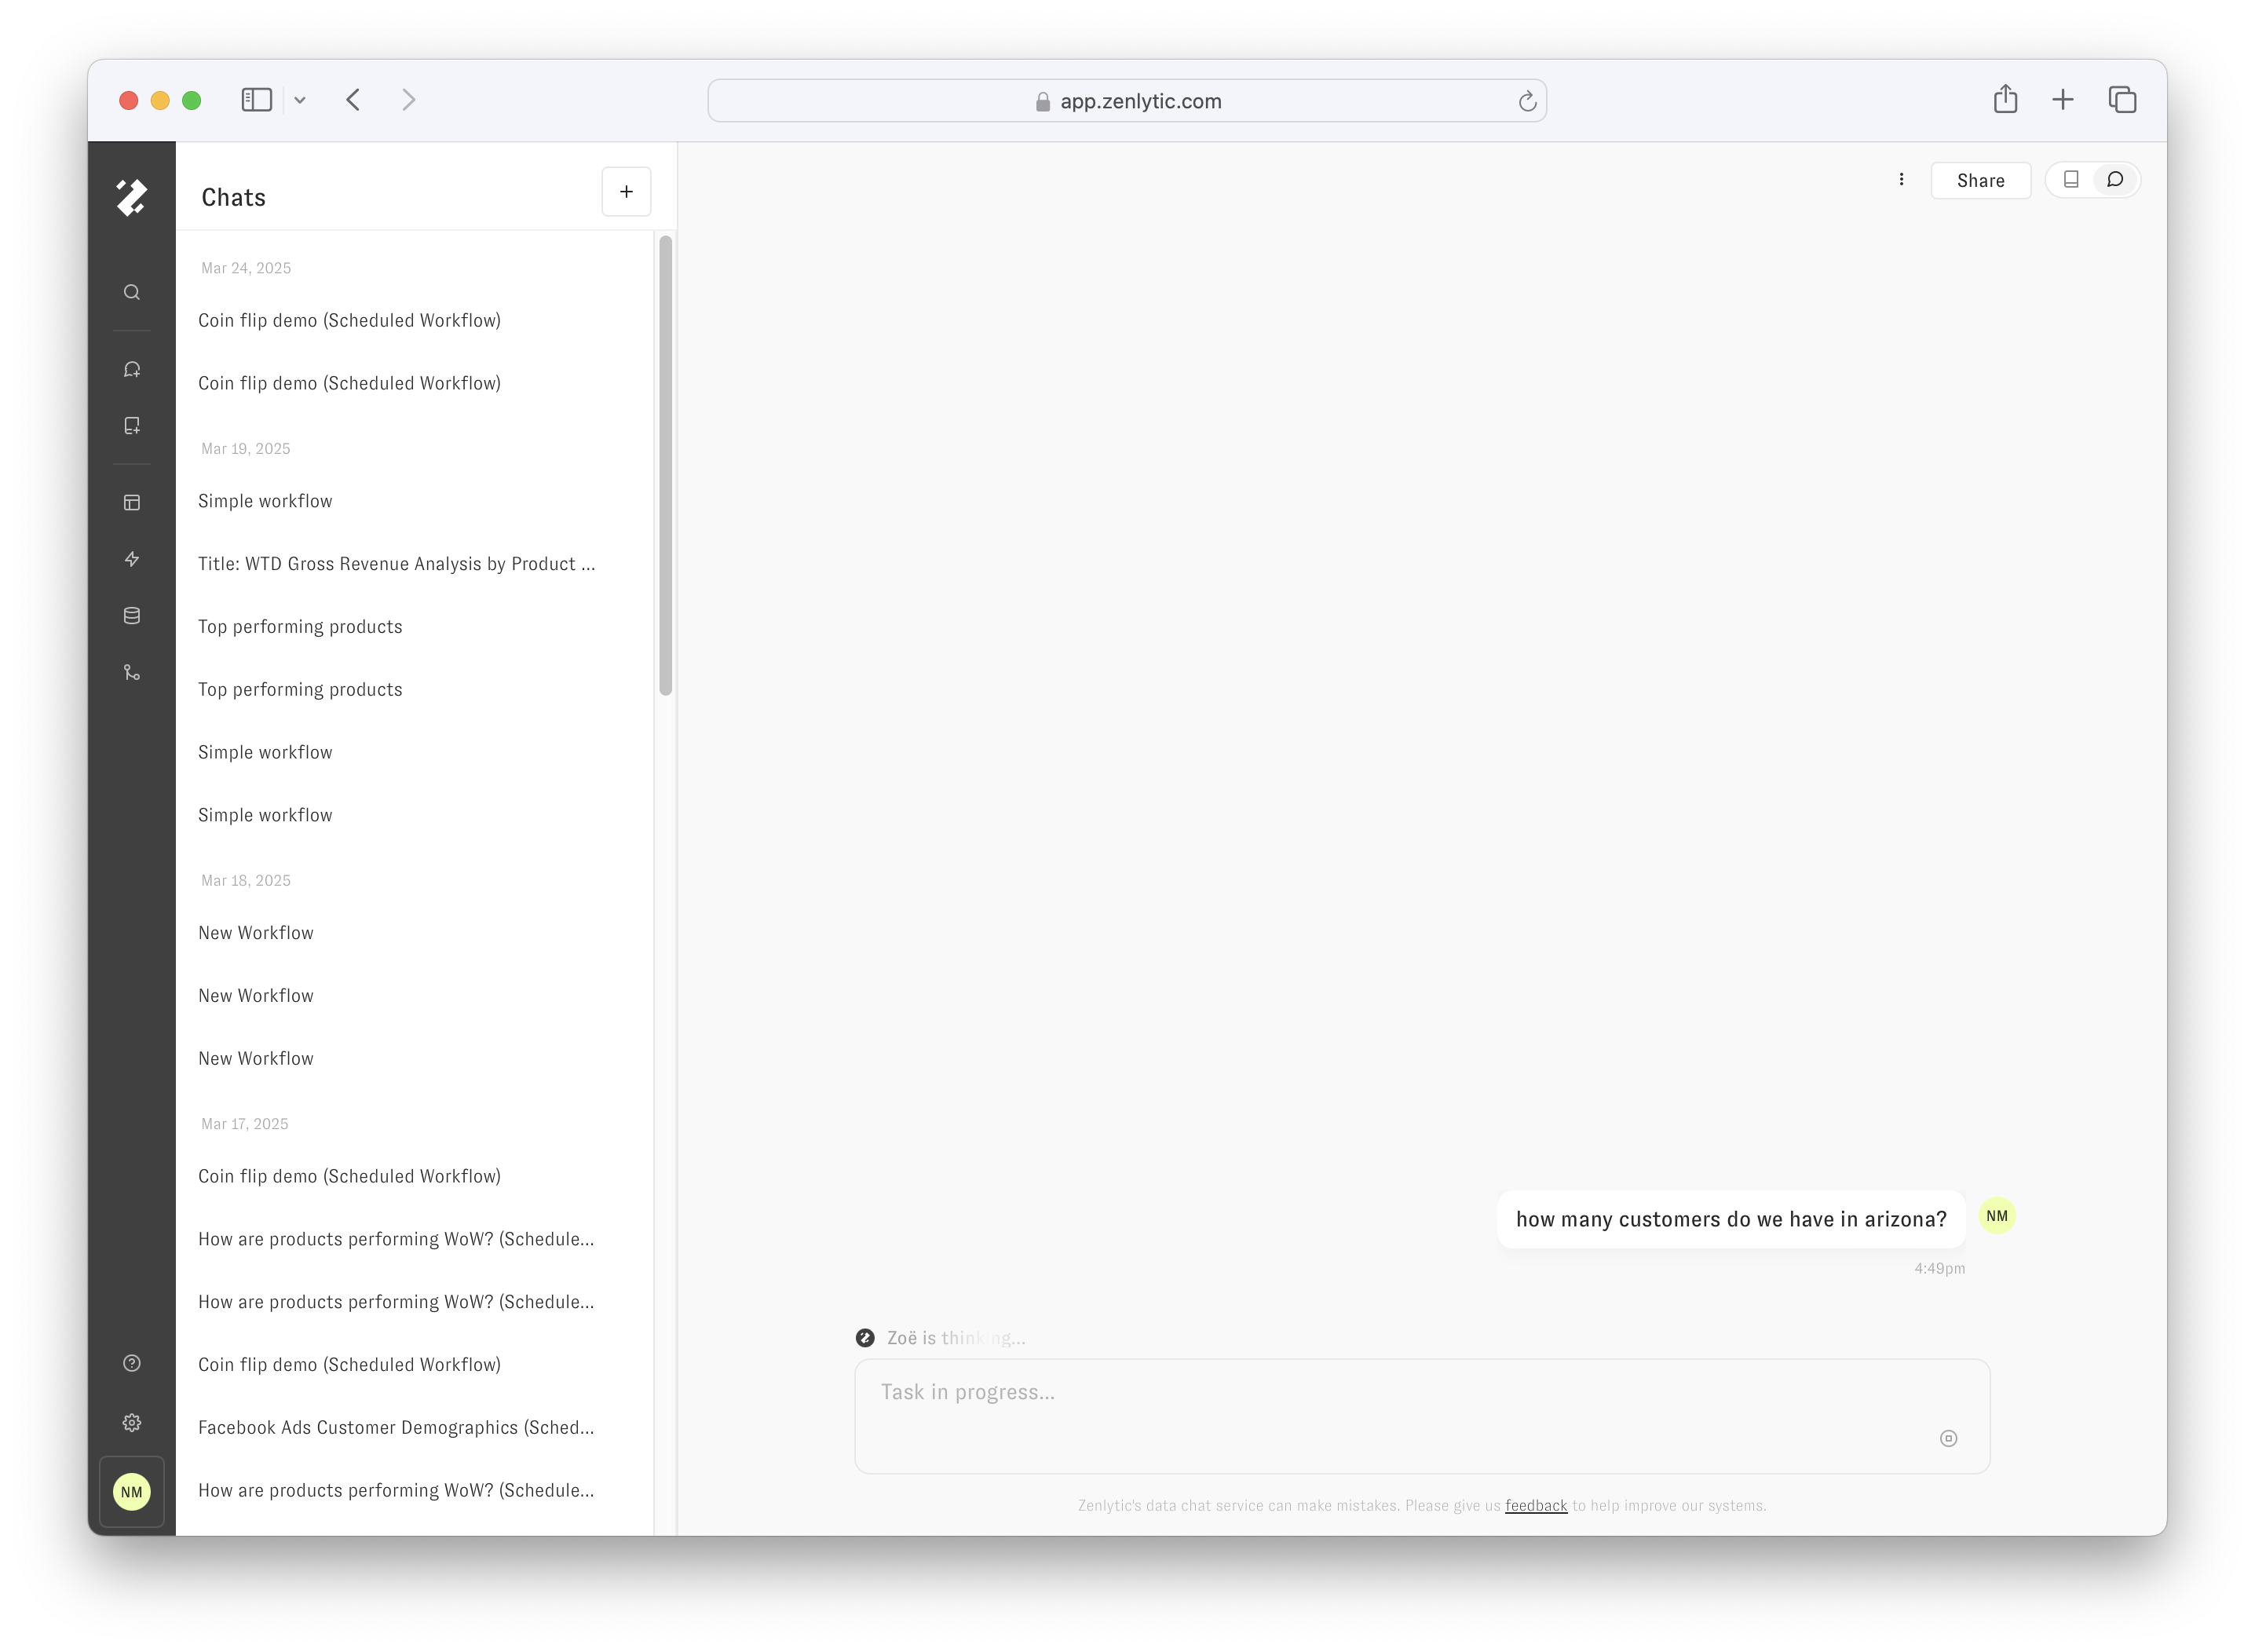 app.zenlytic.com
Chats
Share
Mar 24, 2025
Coin flip demo (Scheduled Workflow)
Coin flip demo (Scheduled Workflow)
Mar 19, 2025
Simple workflow
Title: WTD Gross Revenue Analysis by Product ...
Top performing products
Top performing products
Simple workflow
Simple workflow
Mar 18, 2025
New Workflow
New Workflow
New Workflow
Mar 17, 2025
Coin flip demo (Scheduled Workflow)
How are products performing WoW? (Schedule...
How are products performing WoW? (Schedule...
Coin flip demo (Scheduled Workflow)
Facebook Ads Customer Demographics (Sched...
How are products performing WoW? (Schedule...
NM
how many customers do we have in arizona?
NM
4:49pm
Zoë is thinking...
Task in progress...
Zenlytic's data chat service can make mistakes. Please give us feedback to help improve our systems.